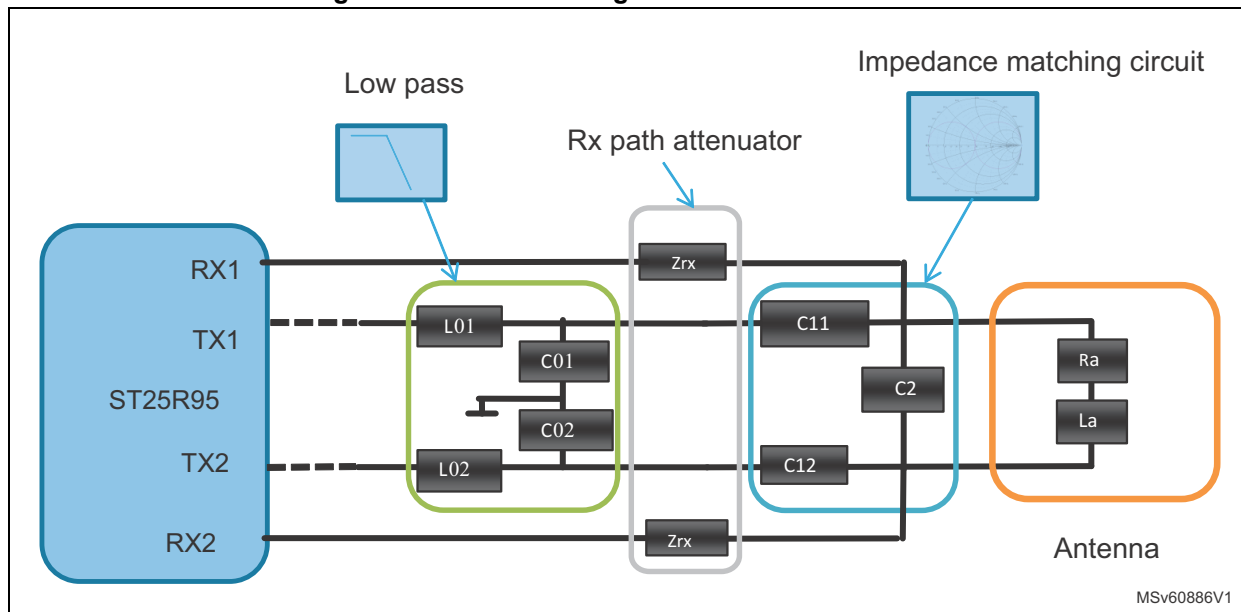 Low pass
Impedance matching circuit
Rx path attenuator
RX1
Zrx
TX1
L01
C01
C11
Ra
ST25R95
C2
La
C02
TX2
L02
C12
RX2
Zrx
Antenna
MSv60886V1